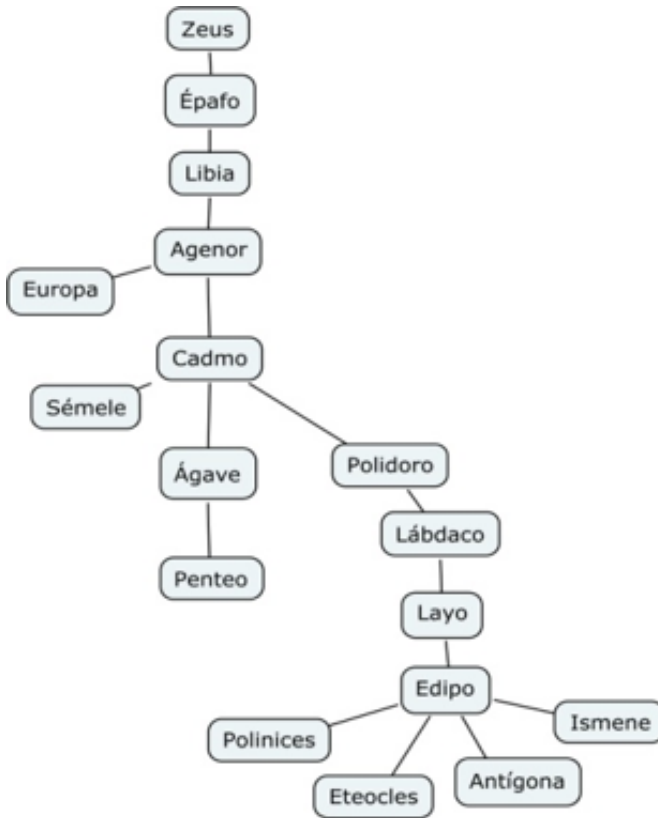 Zeus
Épafo
Libia
Agenor
Europa
Cadmo
Sémele
Polidoro
Ágave
Lábdaco
Penteo
Layo
Edipo
Ismene
Polinices
Antígona
Eteocles